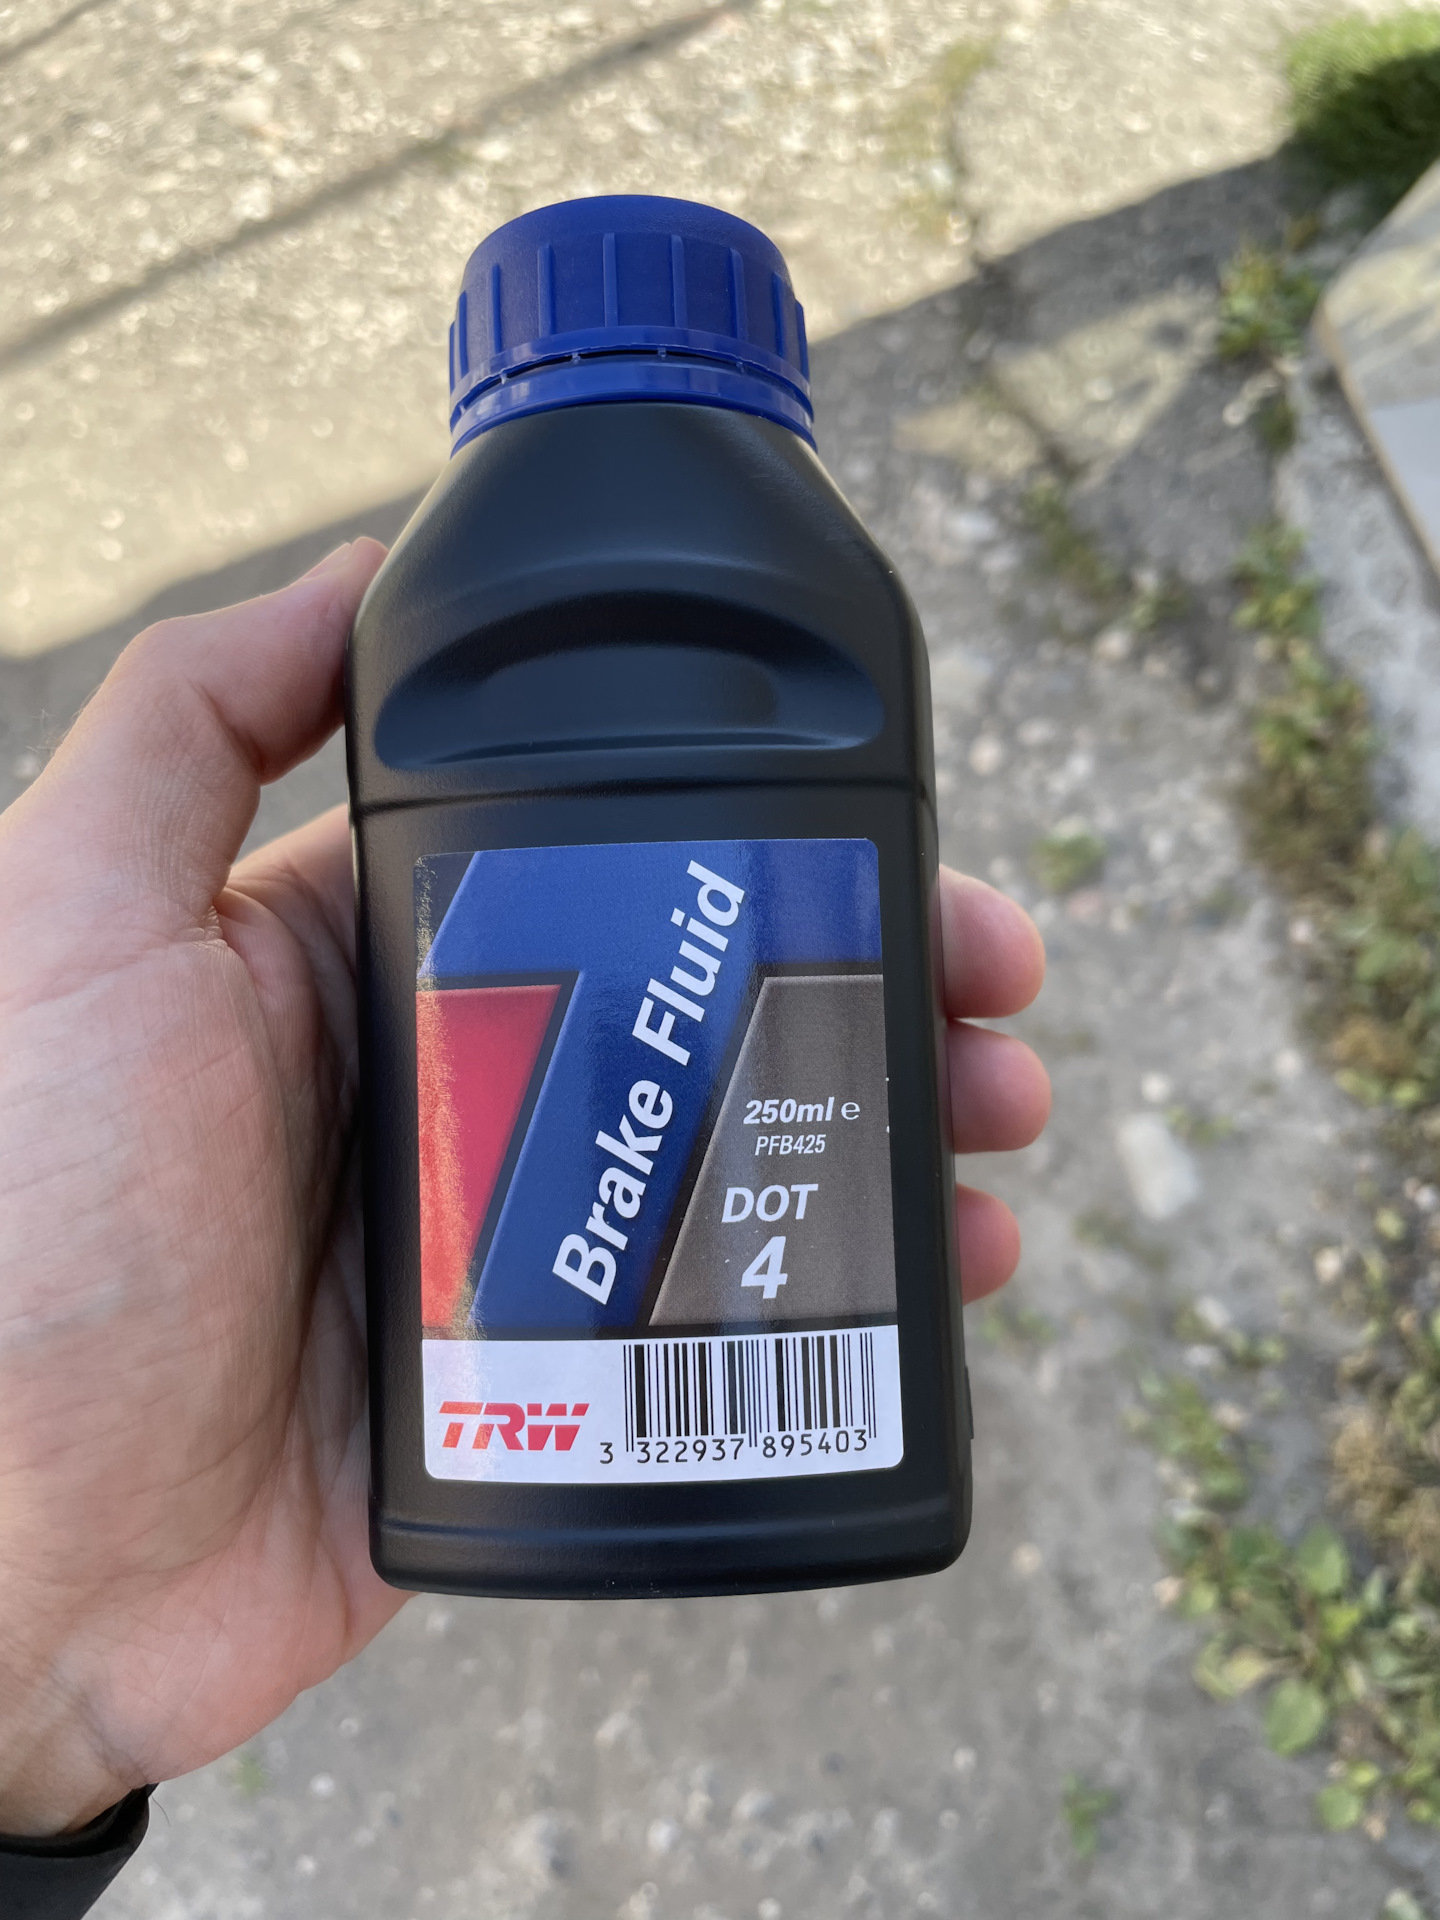 Brake Fluid
250ml e
PFB425
DOT
4
TRW
3 322937 895403